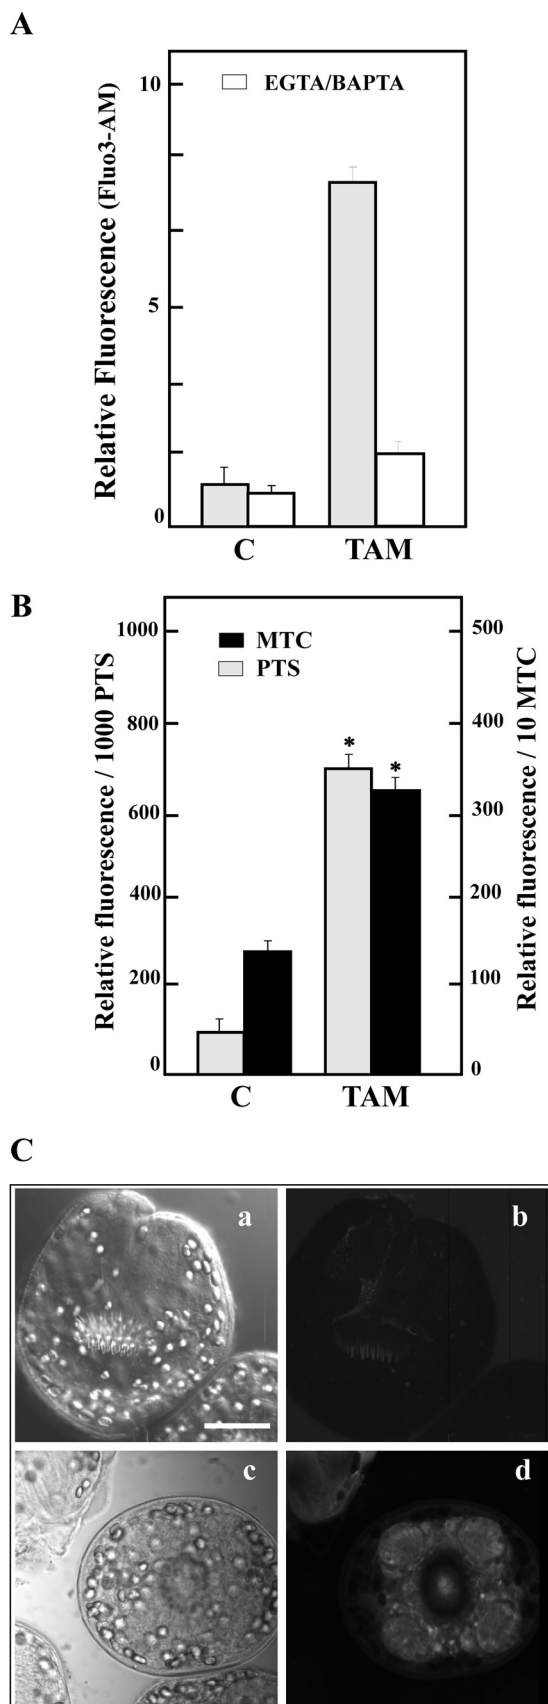 A
Relative Fluorescence (Fluo3-AM)
10
5
0
EGTA/BAPTA
C TAM
B
Relative fluorescence / 1000 PTS
1000
800
600
400
200
0
MTC
PTS
* *
500
400
300
200
100
0
Relative fluorescence / 10 MTC
C TAM
C
a b
c d